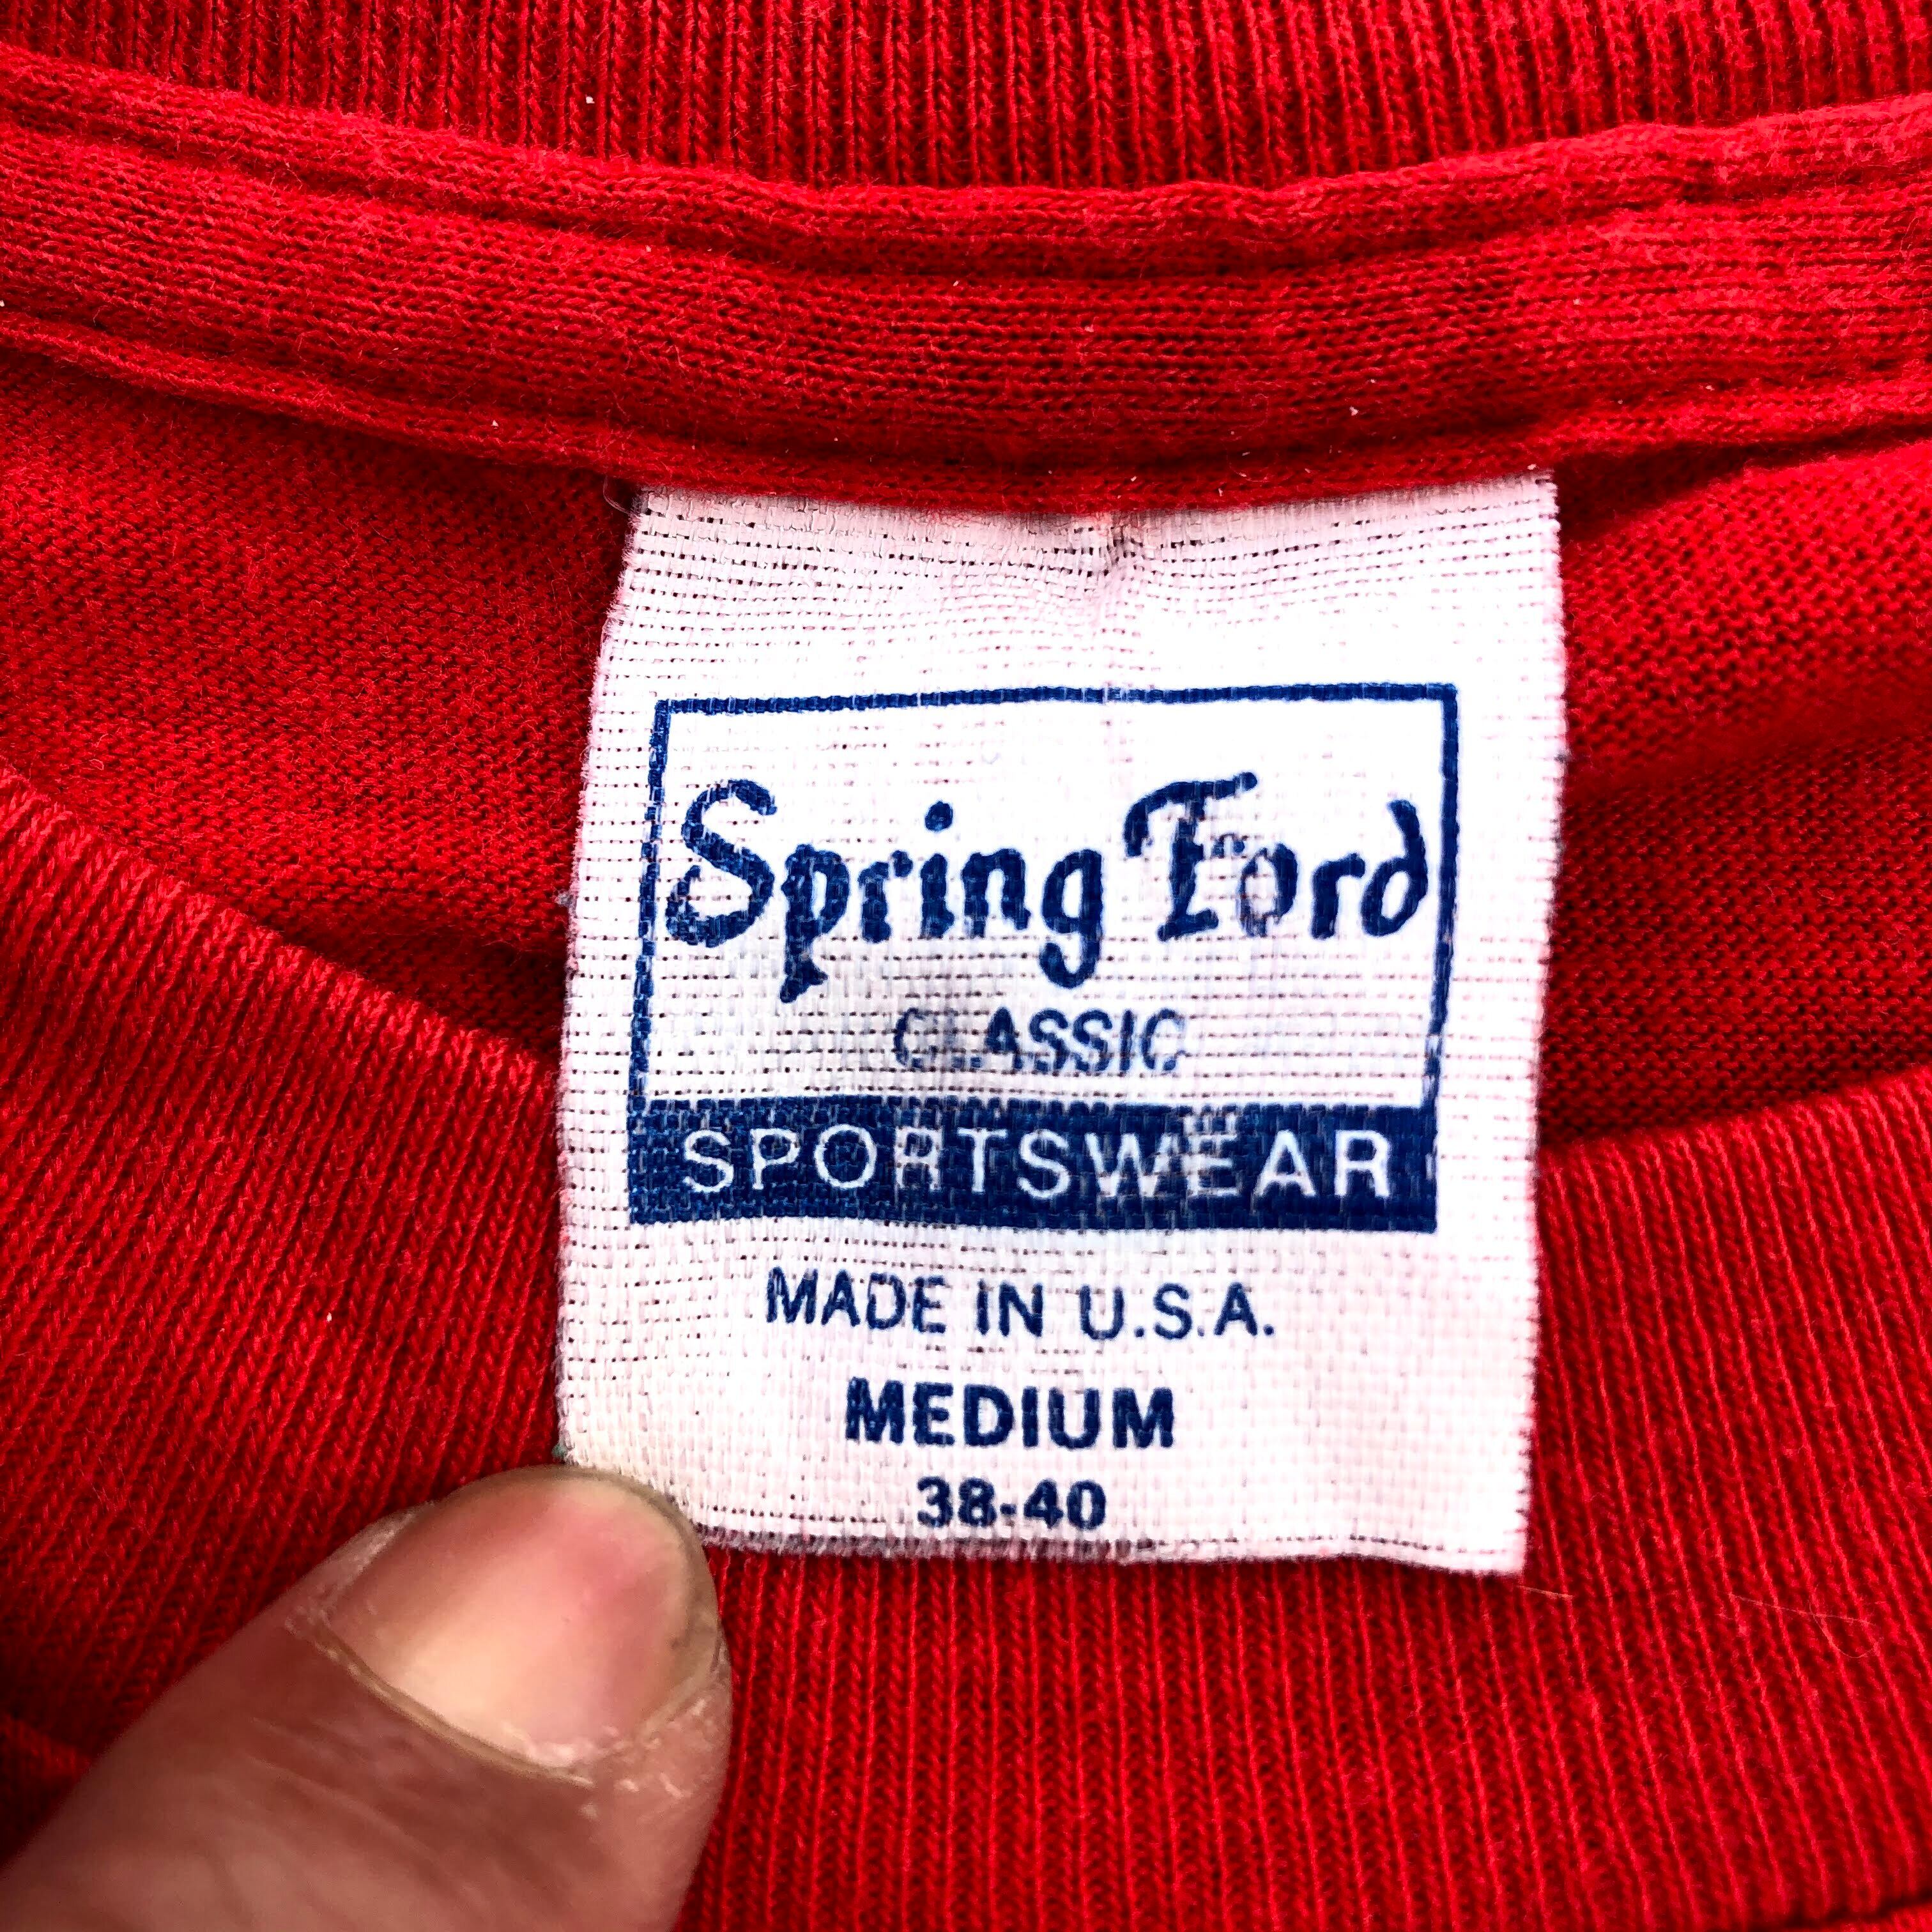 Spring Ford
CLASSIC
SPORTSWEAR
MADE IN U.S.A.
MEDIUM
38-40